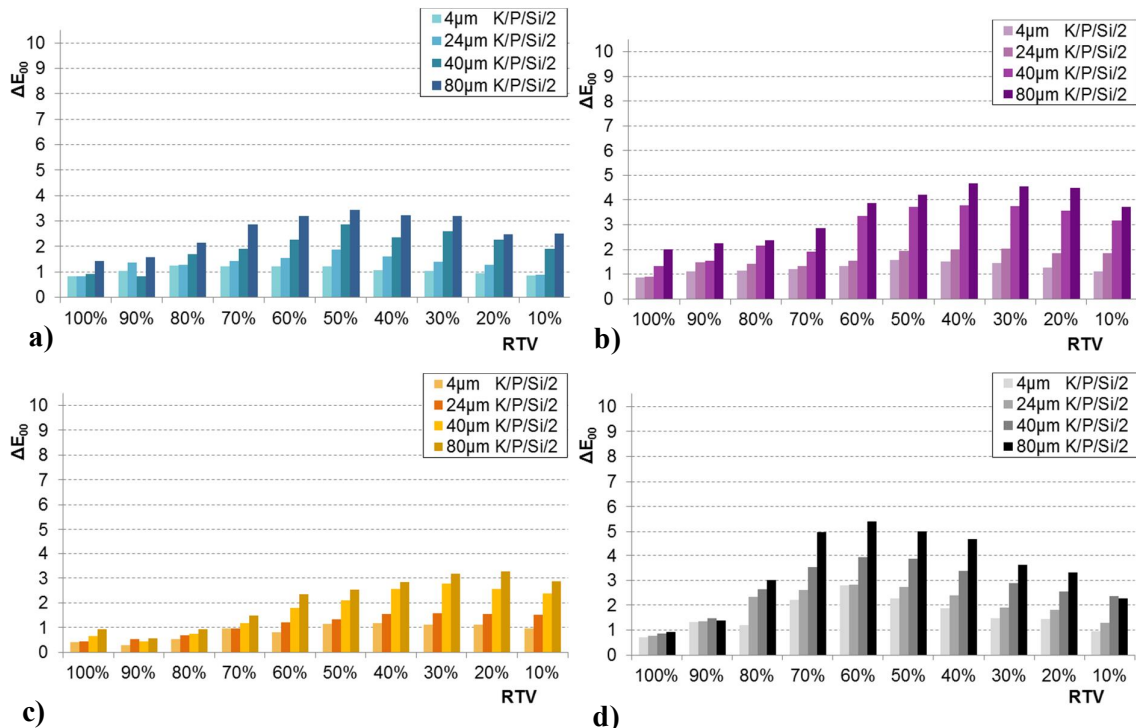 4µm K/P/Si/2
24µm K/P/Si/2
40µm K/P/Si/2
80µm K/P/Si/2
ΔE₀₀
10
9
8
7
6
5
4
3
2
1
0
100% 90% 80% 70% 60% 50% 40% 30% 20% 10%
a)
RTV
4µm K/P/Si/2
24µm K/P/Si/2
40µm K/P/Si/2
80µm K/P/Si/2
ΔE₀₀
10
9
8
7
6
5
4
3
2
1
0
100% 90% 80% 70% 60% 50% 40% 30% 20% 10%
b)
RTV
4µm K/P/Si/2
24µm K/P/Si/2
40µm K/P/Si/2
80µm K/P/Si/2
ΔE₀₀
10
9
8
7
6
5
4
3
2
1
0
100% 90% 80% 70% 60% 50% 40% 30% 20% 10%
c)
RTV
4µm K/P/Si/2
24µm K/P/Si/2
40µm K/P/Si/2
80µm K/P/Si/2
ΔE₀₀
10
9
8
7
6
5
4
3
2
1
0
100% 90% 80% 70% 60% 50% 40% 30% 20% 10%
d)
RTV